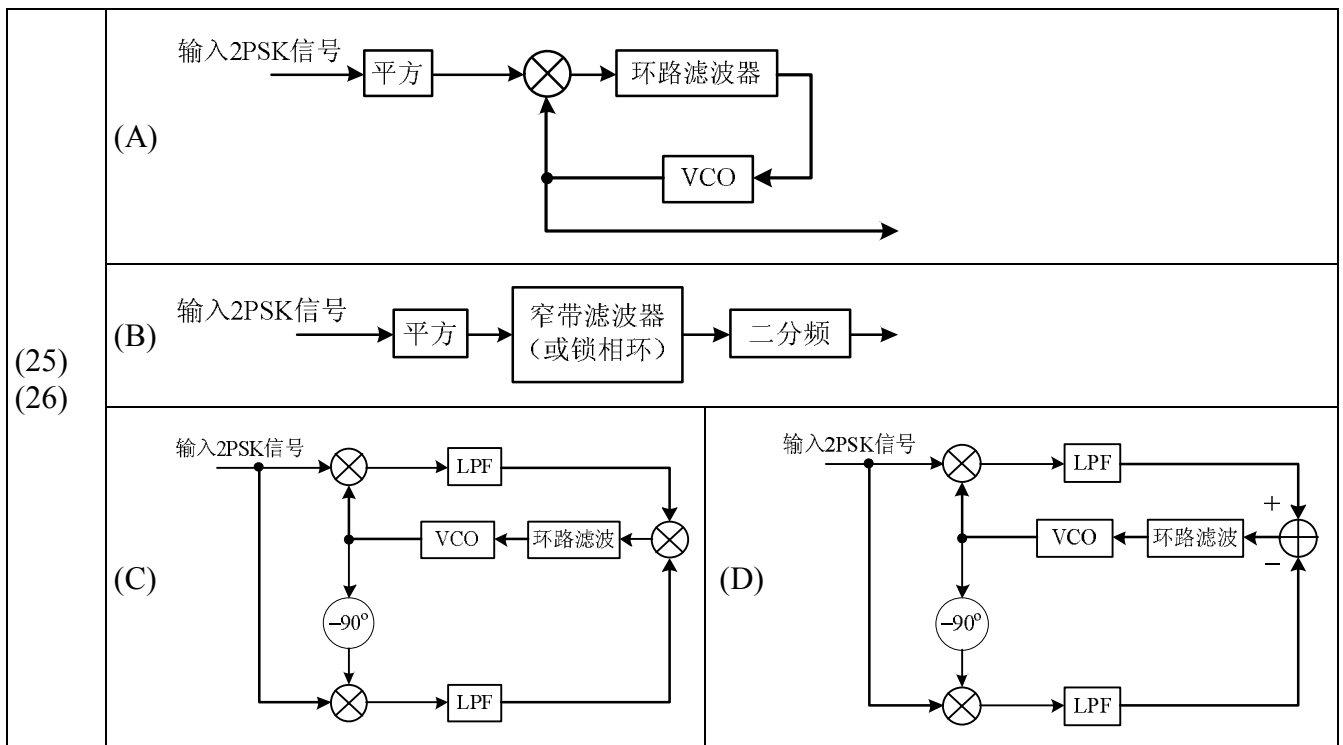 (25)
(26)
(A)
输入2PSK信号
平方
环路滤波器
VCO
(B)
输入2PSK信号
平方
窄带滤波器
（或锁相环）
二分频
(C)
输入2PSK信号
LPF
VCO
环路滤波
−90°
LPF
(D)
输入2PSK信号
LPF
+
VCO
环路滤波
−
−90°
LPF